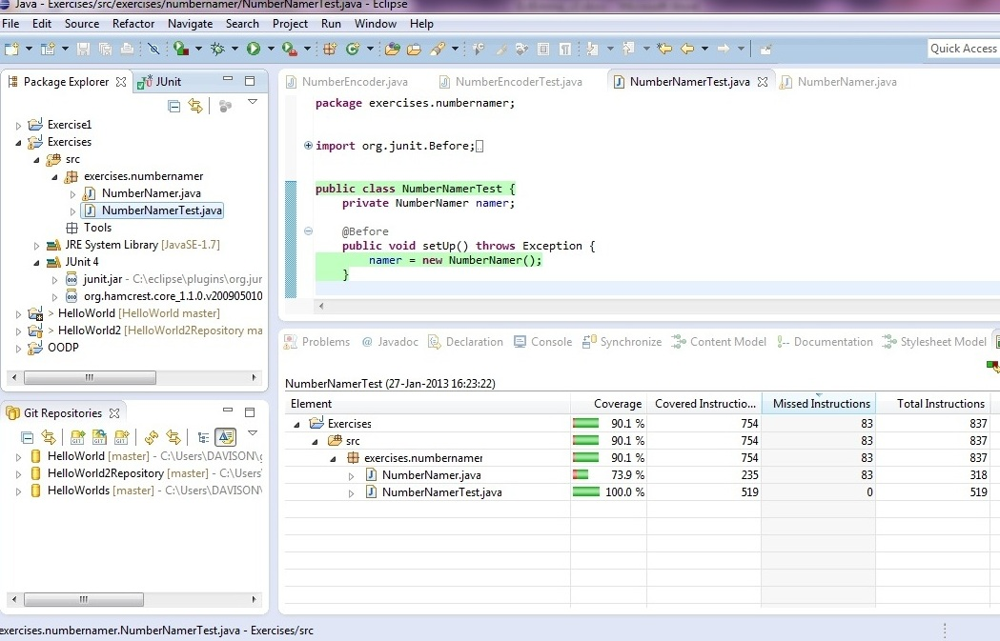 Java - Exercises/src/exercises/numbernamer/NumberNamerTest.java - Eclipse
File Edit Source Refactor Navigate Search Project Run Window Help
Quick Access
Package Explorer JUnit
Exercise1
Exercises
src
exercises.numbernamer
NumberNamer.java
NumberNamerTest.java
Tools
JRE System Library [JavaSE-1.7]
JUnit 4
junit.jar - C:\eclipse\plugins\org.jur
org.hamcrest.core_1.1.0.v200905010
> HelloWorld [HelloWorld master]
> HelloWorld2 [HelloWorld2Repository ma
OODP
NumberEncoder.java NumberEncoderTest.java NumberNamerTest.java NumberNamer.java
package exercises.numbernamer;
import org.junit.Before;
public class NumberNamerTest {
private NumberNamer namer;
@Before
public void setUp() throws Exception {
namer = new NumberNamer();
}
Git Repositories
HelloWorld [master] - C:\Users\DAVISON\g
HelloWorld2Repository [master] - C:\Users
HelloWorlds [master] - C:\Users\DAVISON\
Problems @ Javadoc Declaration Console Synchronize Content Model Documentation Stylesheet Model
NumberNamerTest (27-Jan-2013 16:23:22)
Element Coverage Covered Instructio... Missed Instructions Total Instructions
Exercises 90.1 % 754 83 837
src 90.1 % 754 83 837
exercises.numbernamer 90.1 % 754 83 837
NumberNamer.java 73.9 % 235 83 318
NumberNamerTest.java 100.0 % 519 0 519
exercises.numbernamer.NumberNamerTest.java - Exercises/src